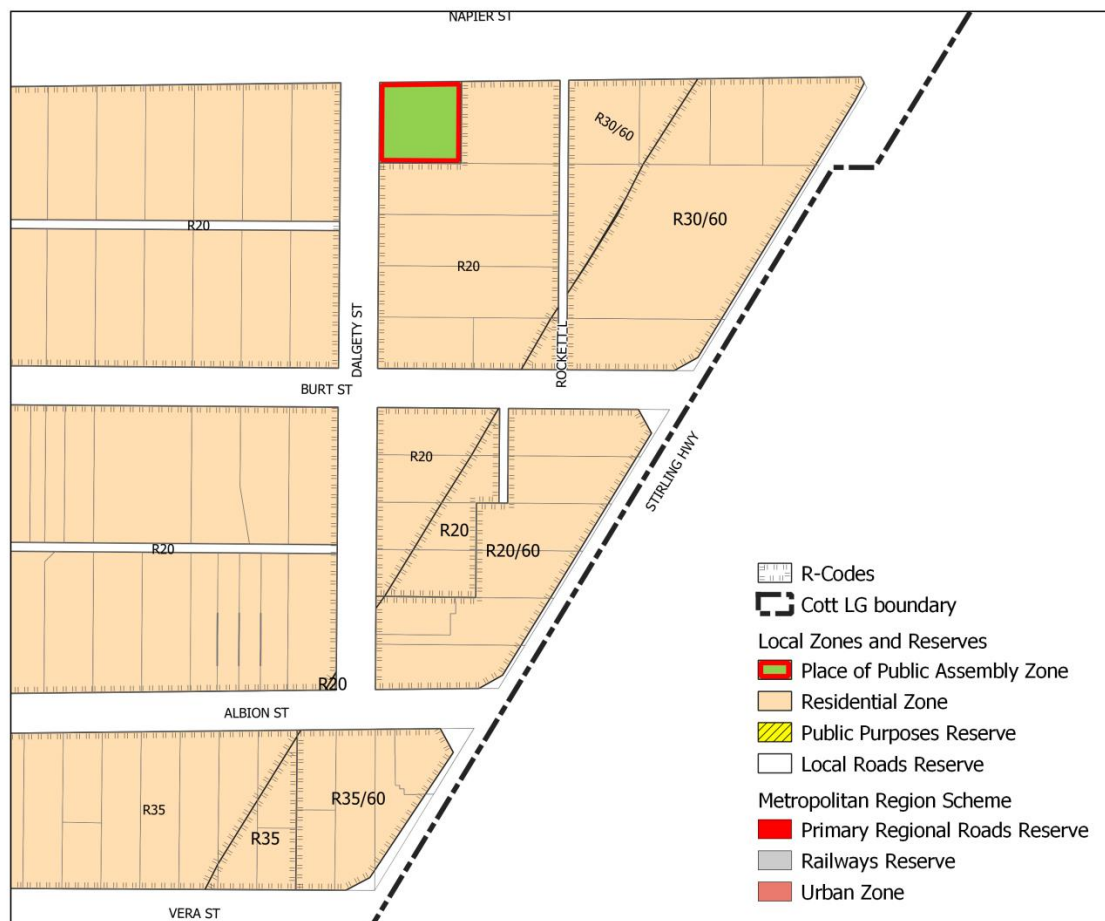 NAPIER ST
R30/60
R30/60
R20
R20
DALGETY ST
ROCKETT L
BURT ST
R20
R20
R20/60
STIRLING HWY
R20
R20
ALBION ST
R35/60
R35
R35
VERA ST
R-Codes
Cott LG boundary
Local Zones and Reserves
Place of Public Assembly Zone
Residential Zone
Public Purposes Reserve
Local Roads Reserve
Metropolitan Region Scheme
Primary Regional Roads Reserve
Railways Reserve
Urban Zone